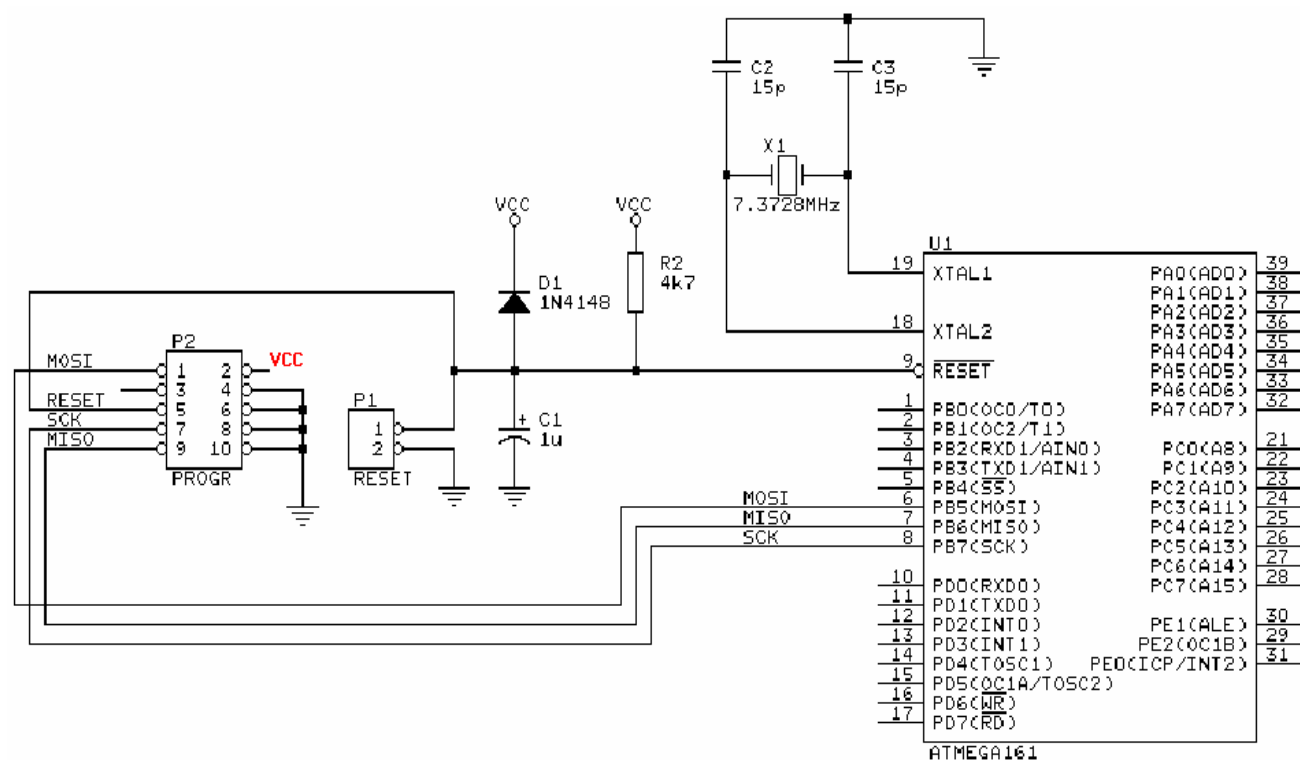 C2
15p
C3
15p
X1
7.3728MHz
VCC
VCC
D1
1N4148
R2
4k7
P2
VCC
MOSI
RESET
SCK
MISO
1 2
3 4
5 6
7 8
9 10
PROGR
P1
1
2
RESET
+ C1
1u
MOSI
MISO
SCK
U1
19 XTAL1 PA0(AD0) 39
PA1(AD1) 38
PA2(AD2) 37
18 XTAL2 PA3(AD3) 36
PA4(AD4) 35
9 RESET PA5(AD5) 34
PA6(AD6) 33
1 PB0(OC0/T0) PA7(AD7) 32
2 PB1(OC2/T1)
3 PB2(RXD1/AIN0) PC0(A8) 21
4 PB3(TXD1/AIN1) PC1(A9) 22
5 PB4(SS) PC2(A10) 23
6 PB5(MOSI) PC3(A11) 24
7 PB6(MISO) PC4(A12) 25
8 PB7(SCK) PC5(A13) 26
PC6(A14) 27
10 PD0(RXD0) PC7(A15) 28
11 PD1(TXD0)
12 PD2(INT0) PE1(ALE) 30
13 PD3(INT1) PE2(OC1B) 29
14 PD4(TOSC1) PE0(ICP/INT2) 31
15 PD5(OC1A/TOSC2)
16 PD6(WR)
17 PD7(RD)
ATMEGA161